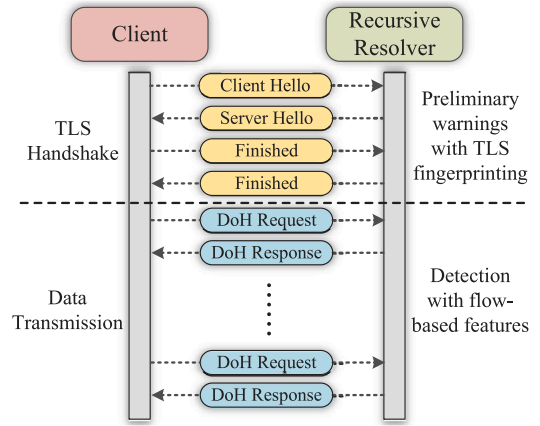 Client
Recursive
Resolver
Client Hello
Server Hello
Finished
Finished
TLS
Handshake
Preliminary
warnings
with TLS
fingerprinting
DoH Request
DoH Response
Data
Transmission
Detection
with flow-
based features
DoH Request
DoH Response